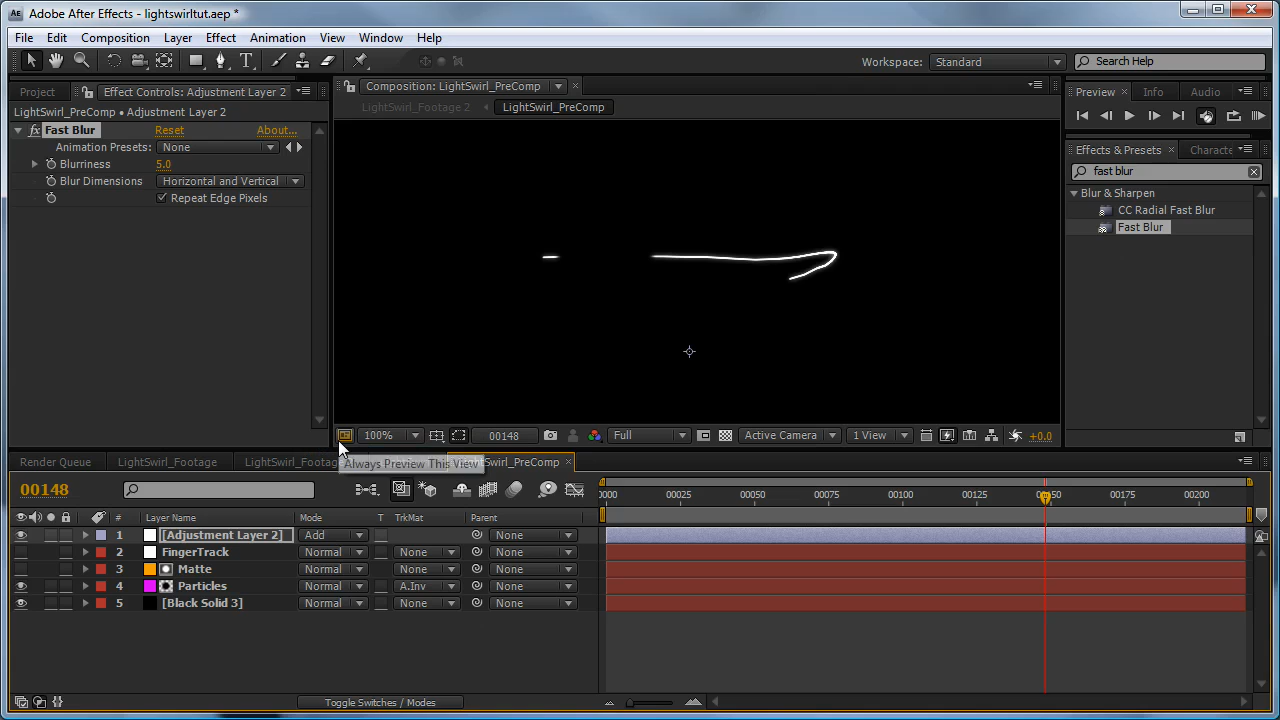 Adobe After Effects - lightswirltut.aep *
File Edit Composition Layer Effect Animation View Window Help
Workspace: Standard
Search Help
Project Effect Controls: Adjustment Layer 2
LightSwirl_PreComp • Adjustment Layer 2
fx Fast Blur Reset About...
Animation Presets: None
Blurriness 5.0
Blur Dimensions Horizontal and Vertical
Repeat Edge Pixels
Composition: LightSwirl_PreComp
LightSwirl_Footage 2 LightSwirl_PreComp
100% 00148 Full Active Camera 1 View +0.0
Always Preview This View
Preview Info Audio
Effects & Presets Characte
fast blur
Blur & Sharpen
CC Radial Fast Blur
Fast Blur
Render Queue LightSwirl_Footage LightSwirl_Footag htSwirl_PreComp
00148
0000 00025 00050 00075 00100 00125 00175 00200
# Layer Name Mode T TrkMat Parent
1 [Adjustment Layer 2] Add None
2 FingerTrack Normal None None
3 Matte Normal None None
4 Particles Normal A.Inv None
5 [Black Solid 3] Normal None None
Toggle Switches / Modes